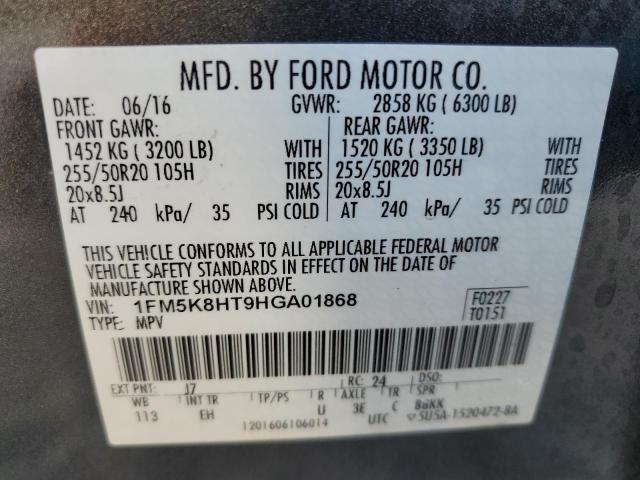 MFD. BY FORD MOTOR CO.
DATE: 06/16 GVWR: 2858 KG ( 6300 LB)
FRONT GAWR: REAR GAWR:
1452 KG ( 3200 LB) WITH 1520 KG ( 3350 LB) WITH
255/50R20 105H TIRES 255/50R20 105H TIRES
20x8.5J RIMS 20x8.5J RIMS
AT 240 kPa/ 35 PSI COLD AT 240 kPa/ 35 PSI COLD
THIS VEHICLE CONFORMS TO ALL APPLICABLE FEDERAL MOTOR
VEHICLE SAFETY STANDARDS IN EFFECT ON THE DATE OF
MANUFACTURE SHOWN ABOVE.
VIN: 1FM5K8HT9HGA01868 F0227
TYPE: MPV T0151
EXT PNT: J7 RC: 24 DSO:
WB INT TR TP/PS R AXLE TR SPR
113 EH U 3E C B8KK
1201606106014 UTC 5U5A-1520472-BA